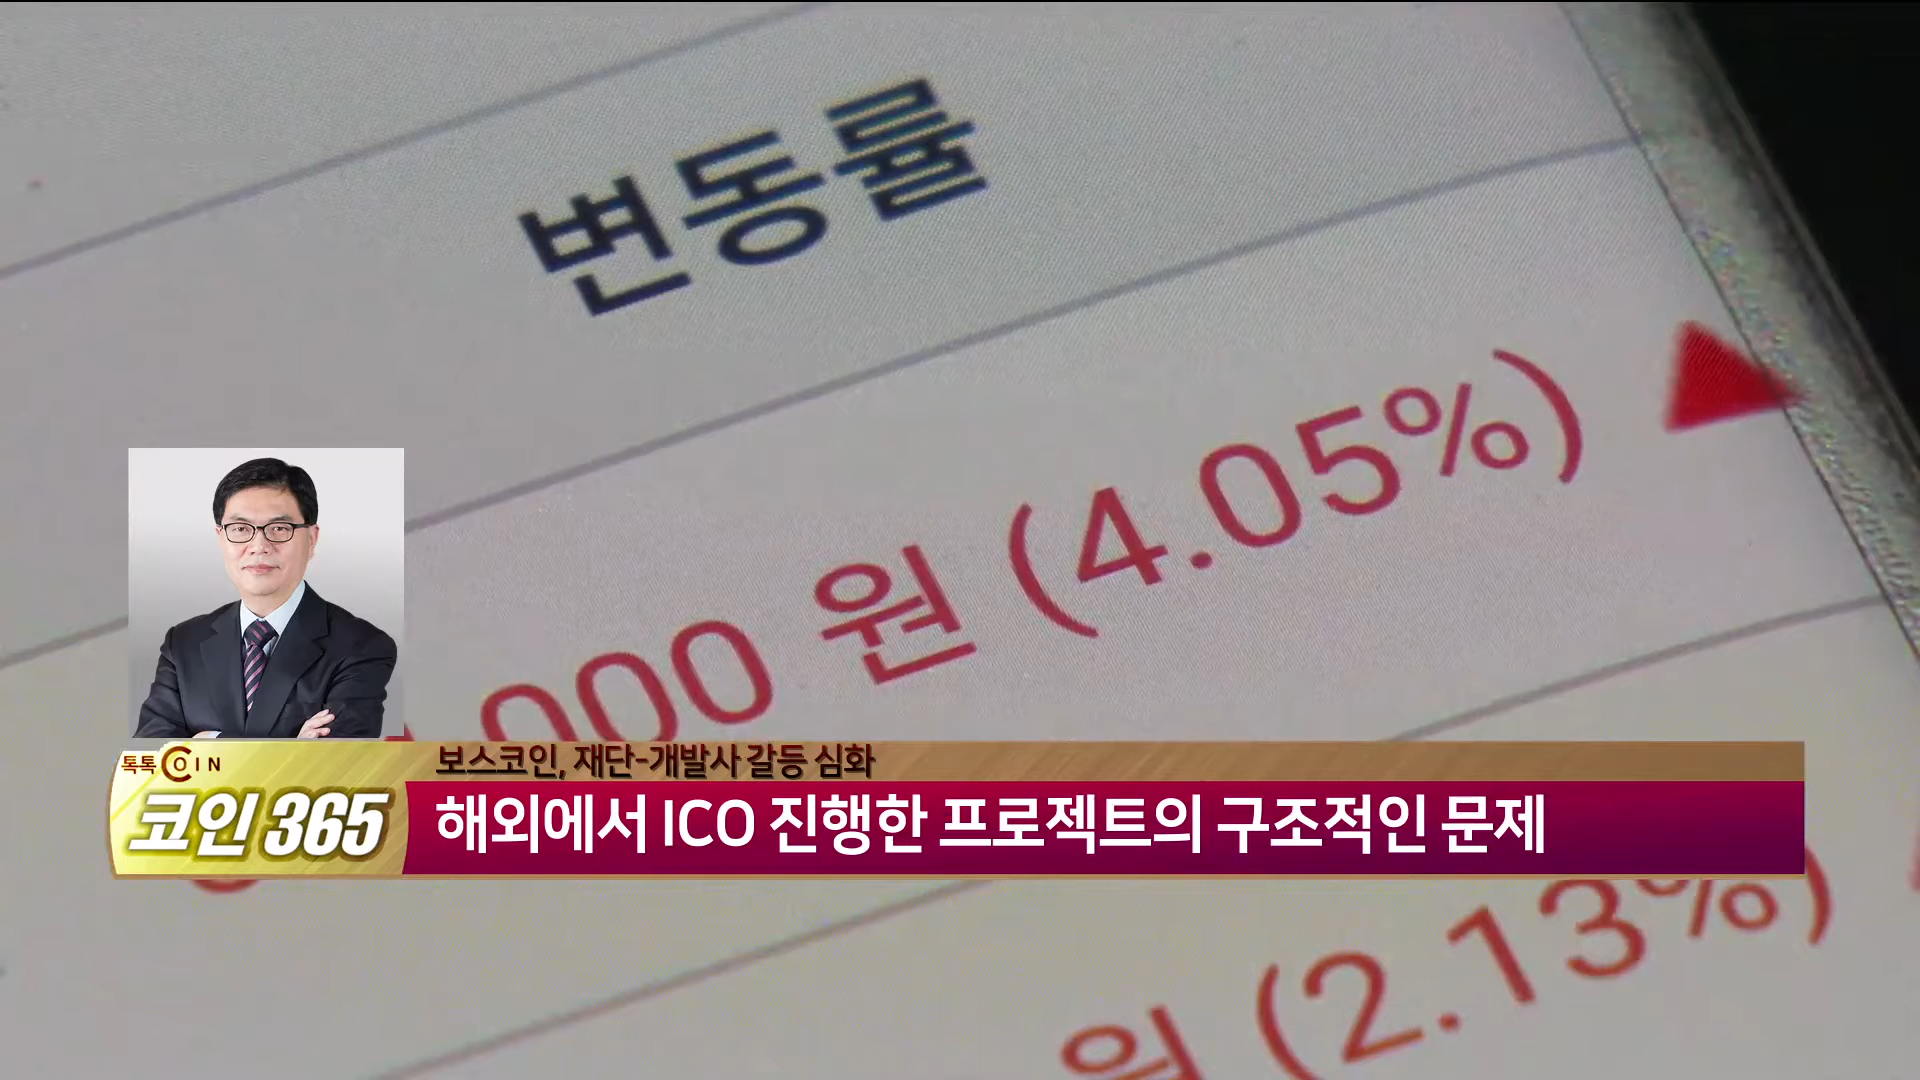 변동률
000 원 (4.05%) ▲
톡톡 COIN
보스코인, 재단-개발사 갈등 심화
코인 365
해외에서 ICO 진행한 프로젝트의 구조적인 문제
원 (2.13%)